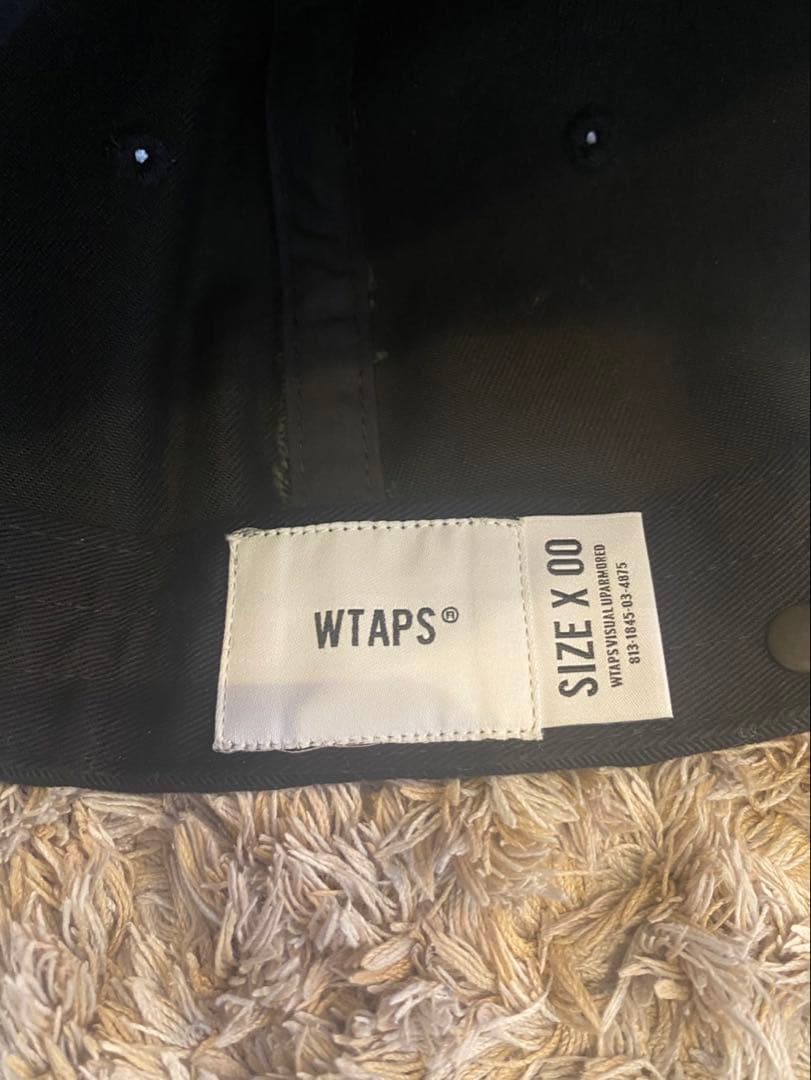 WTAPS®
SIZE X 00
WTAPS VISUAL UPARMORED
813-1845-03-4875